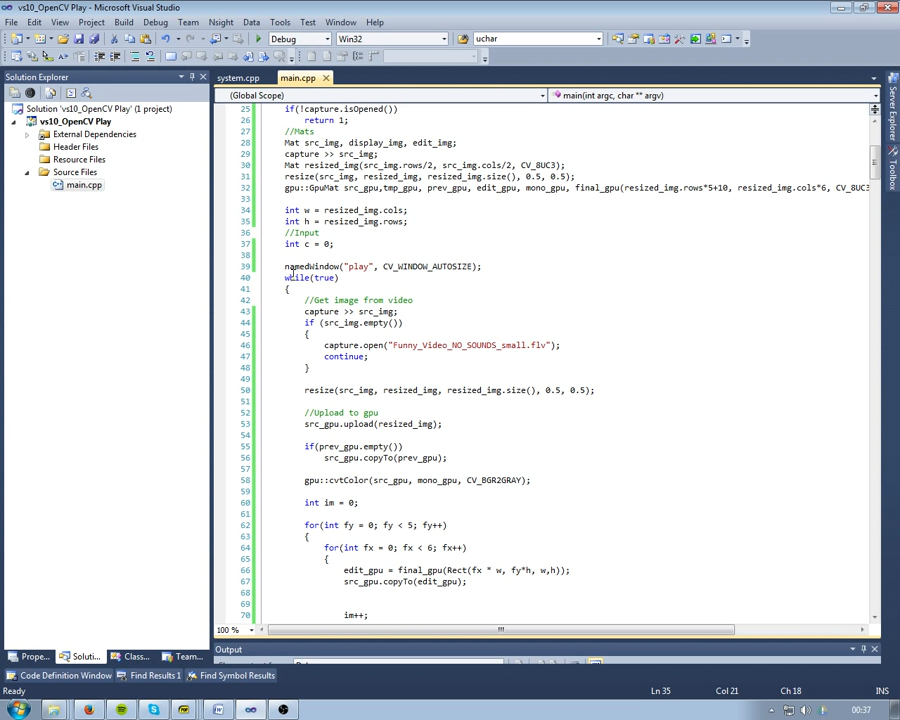 vs10_OpenCV Play - Microsoft Visual Studio
File Edit View Project Build Debug Team Nsight Data Tools Test Window Help
Debug Win32 uchar
Solution Explorer
system.cpp main.cpp
(Global Scope) main(int argc, char ** argv)
Solution 'vs10_OpenCV Play' (1 project)
vs10_OpenCV Play
External Dependencies
Header Files
Resource Files
Source Files
main.cpp
25 if(!capture.isOpened())
26 return 1;
27 //Mats
28 Mat src_img, display_img, edit_img;
29 capture >> src_img;
30 Mat resized_img(src_img.rows/2, src_img.cols/2, CV_8UC3);
31 resize(src_img, resized_img, resized_img.size(), 0.5, 0.5);
32 gpu::GpuMat src_gpu,tmp_gpu, prev_gpu, edit_gpu, mono_gpu, final_gpu(resized_img.rows*5+10, resized_img.cols*6, CV_8UC3
33
34 int w = resized_img.cols;
35 int h = resized_img.rows;
36 //Input
37 int c = 0;
38
39 namedWindow("play", CV_WINDOW_AUTOSIZE);
40 while(true)
41 {
42 //Get image from video
43 capture >> src_img;
44 if (src_img.empty())
45 {
46 capture.open("Funny_Video_NO_SOUNDS_small.flv");
47 continue;
48 }
49
50 resize(src_img, resized_img, resized_img.size(), 0.5, 0.5);
51
52 //Upload to gpu
53 src_gpu.upload(resized_img);
54
55 if(prev_gpu.empty())
56 src_gpu.copyTo(prev_gpu);
57
58 gpu::cvtColor(src_gpu, mono_gpu, CV_BGR2GRAY);
59
60 int im = 0;
61
62 for(int fy = 0; fy < 5; fy++)
63 {
64 for(int fx = 0; fx < 6; fx++)
65 {
66 edit_gpu = final_gpu(Rect(fx * w, fy*h, w,h));
67 src_gpu.copyTo(edit_gpu);
68
69
70 im++;
100 %
Server Explorer
Toolbox
Output
Prope... Soluti... Class... Team...
Code Definition Window Find Results 1 Find Symbol Results
Ready Ln 35 Col 21 Ch 18 INS
00:37